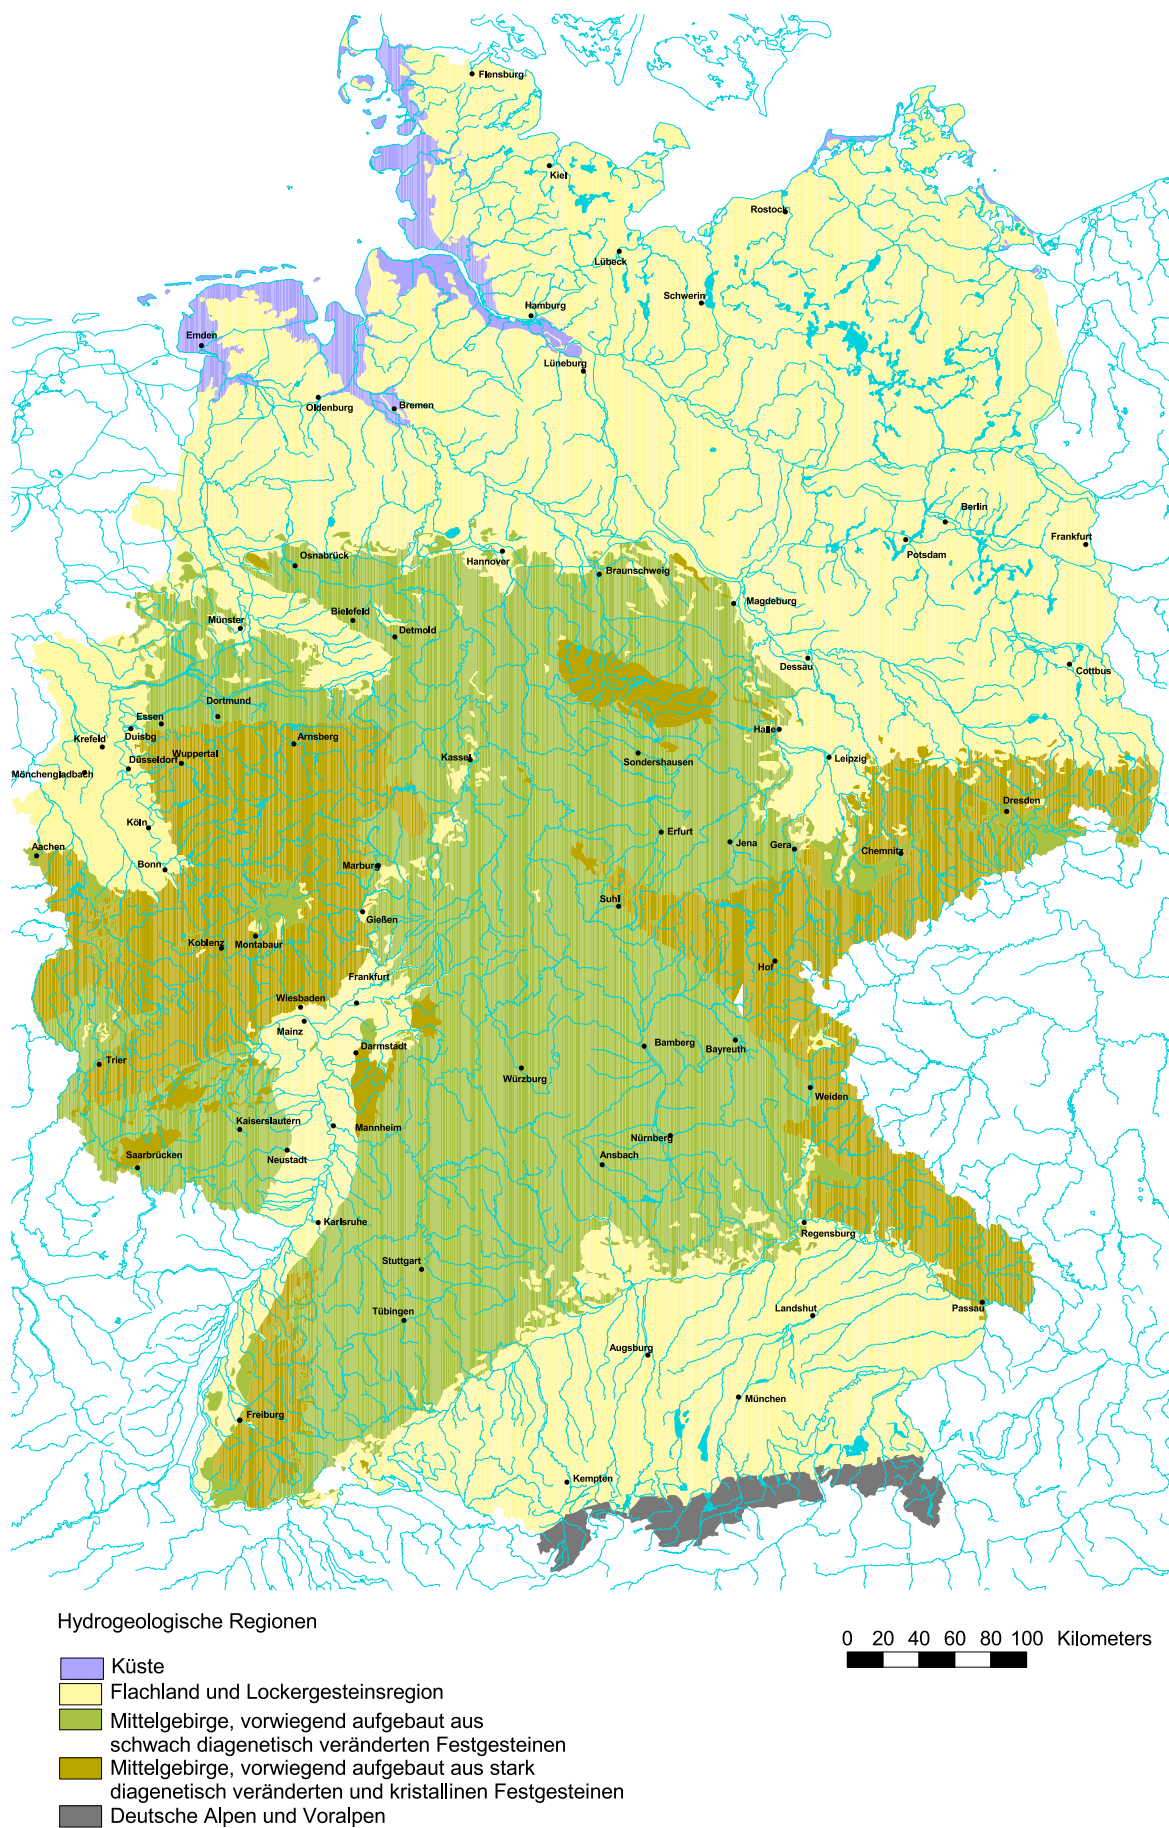 Flensburg
Kiel
Rostock
Lübeck
Schwerin
Hamburg
Emden
Lüneburg
Oldenburg
Bremen
Berlin
Potsdam
Frankfurt
Osnabrück
Hannover
Braunschweig
Magdeburg
Bielefeld
Münster
Detmold
Dessau
Cottbus
Dortmund
Essen
Duisbg
Halle
Krefeld
Arnsberg
Wuppertal
Düsseldorf
Kassel
Sondershausen
Leipzig
Mönchengladbach
Dresden
Köln
Erfurt
Jena
Gera
Chemnitz
Aachen
Bonn
Marburg
Suhl
Gießen
Koblenz
Montabaur
Hof
Frankfurt
Wiesbaden
Mainz
Darmstadt
Bamberg
Bayreuth
Trier
Würzburg
Weiden
Kaiserslautern
Mannheim
Nürnberg
Saarbrücken
Neustadt
Ansbach
Karlsruhe
Regensburg
Stuttgart
Tübingen
Landshut
Passau
Augsburg
München
Freiburg
Kempten
Hydrogeologische Regionen
0 20 40 60 80 100 Kilometers
Küste
Flachland und Lockergesteinsregion
Mittelgebirge, vorwiegend aufgebaut aus
schwach diagenetisch veränderten Festgesteinen
Mittelgebirge, vorwiegend aufgebaut aus stark
diagenetisch veränderten und kristallinen Festgesteinen
Deutsche Alpen und Voralpen